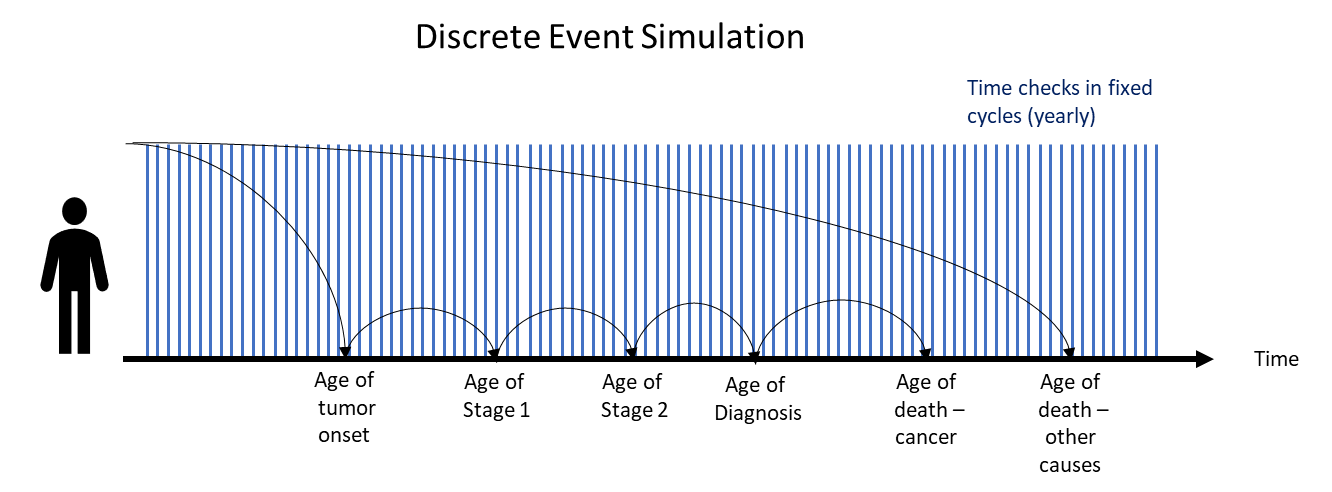 Discrete Event Simulation
Time checks in fixed
cycles (yearly)
Time
Age of
tumor
onset
Age of
Stage 1
Age of
Stage 2
Age of
Diagnosis
Age of
death –
cancer
Age of
death –
other
causes